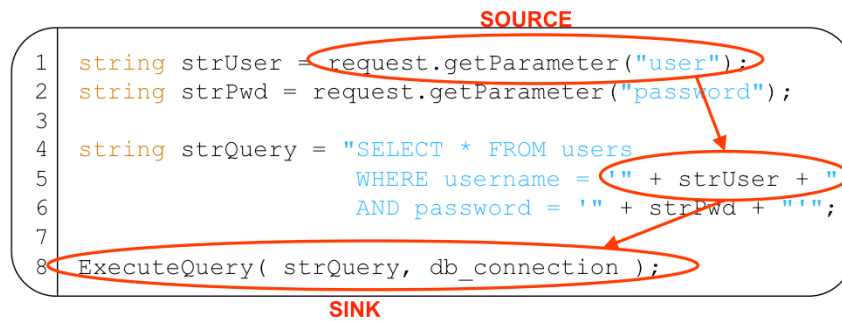 SOURCE
1 string strUser = request.getParameter("user");
2 string strPwd = request.getParameter("password");
3
4 string strQuery = "SELECT * FROM users
5 WHERE username = '" + strUser + "
6 AND password = '" + strPwd + "'";
7
8 ExecuteQuery( strQuery, db_connection );
SINK